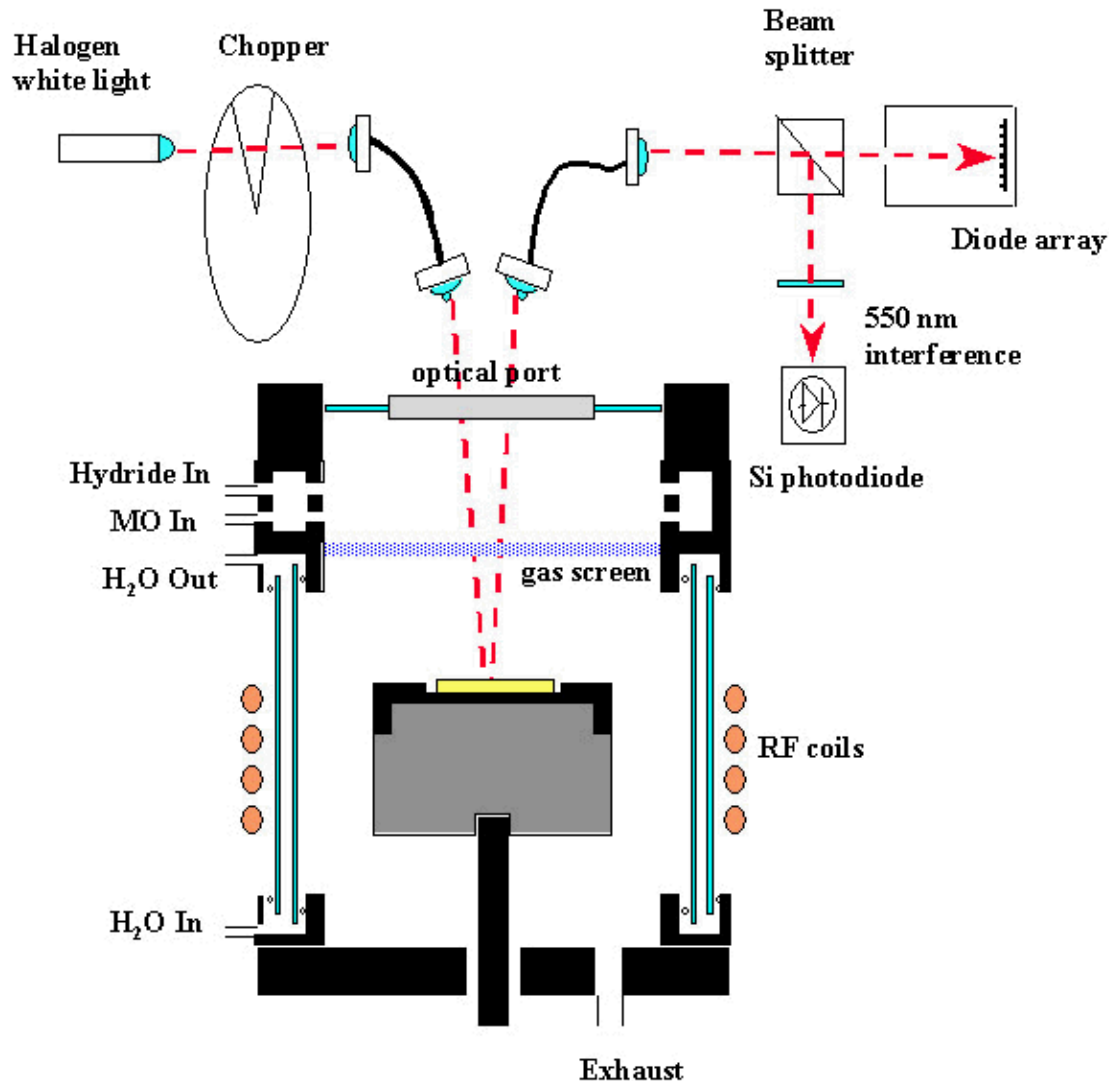 Halogen
white light
Chopper
Beam
splitter
Diode array
550 nm
interference
optical port
Si photodiode
Hydride In
MO In
H₂O Out
gas screen
RF coils
H₂O In
Exhaust